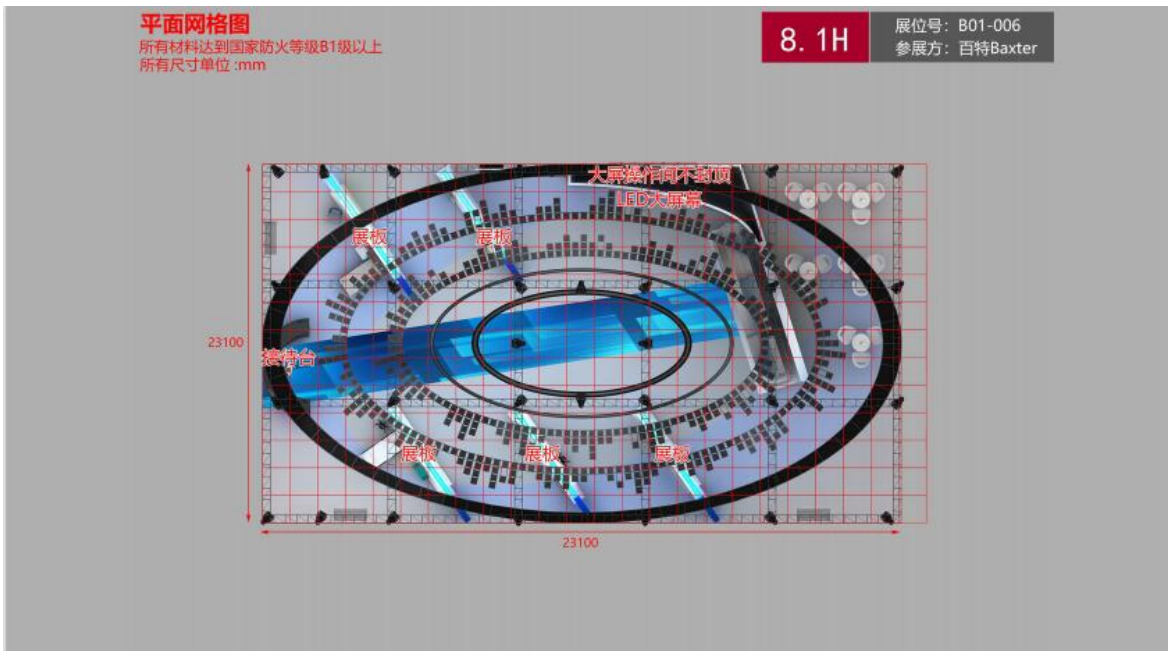 平面网格图
所有材料达到国家防火等级B1级以上
所有尺寸单位 :mm
8. 1H
展位号：B01-006
参展方：百特Baxter
大屏操作间不封顶
LED大屏幕
展板
展板
23100
接待台
展板
展板
展板
23100